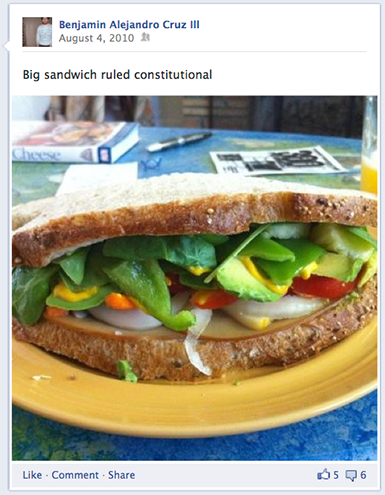 Benjamin Alejandro Cruz III
August 4, 2010
Big sandwich ruled constitutional
Cheese
Like · Comment · Share
5
6